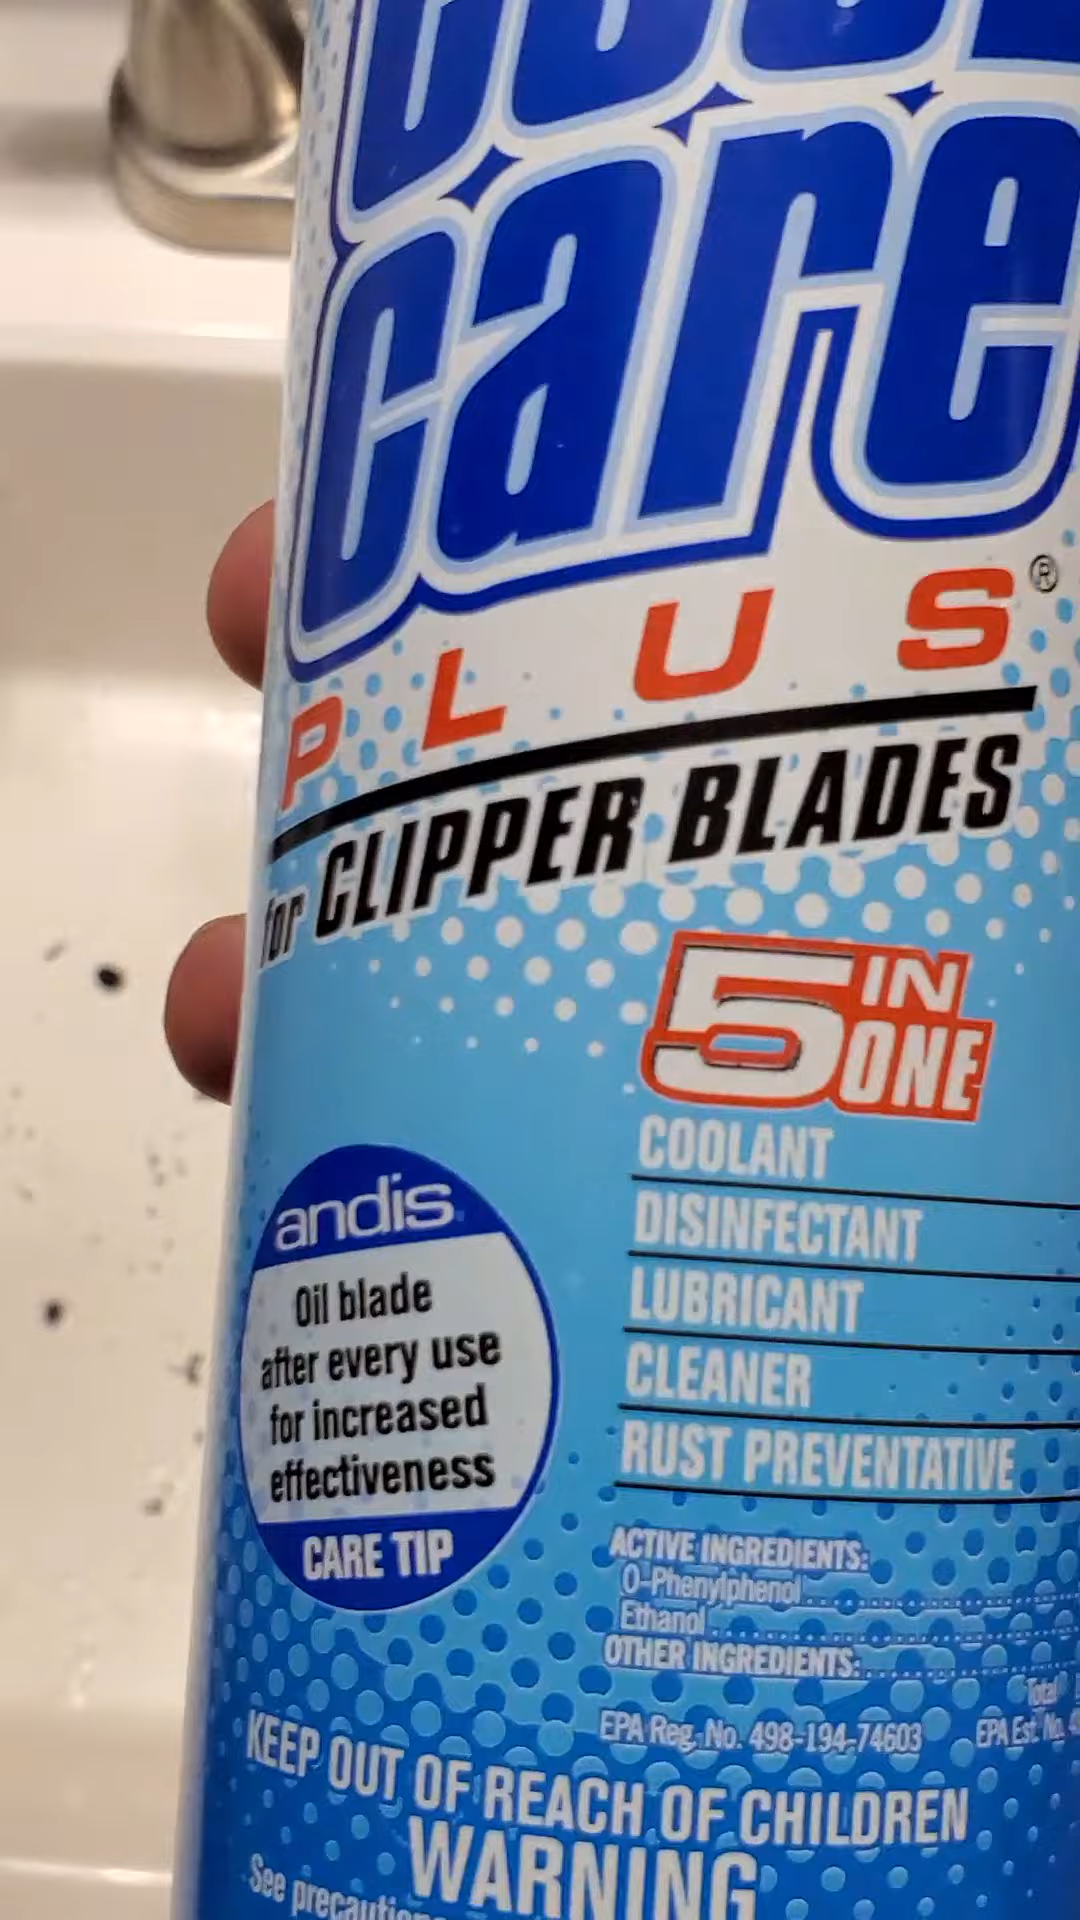 care
PLUS®
for CLIPPER BLADES
5 IN ONE
COOLANT
DISINFECTANT
LUBRICANT
CLEANER
RUST PREVENTATIVE
andis
Oil blade
after every use
for increased
effectiveness
CARE TIP
ACTIVE INGREDIENTS:
O-Phenylphenol
Ethanol
OTHER INGREDIENTS:
Total
EPA Reg. No. 498-194-74603 EPA Est. No. 4
KEEP OUT OF REACH OF CHILDREN
WARNING
See